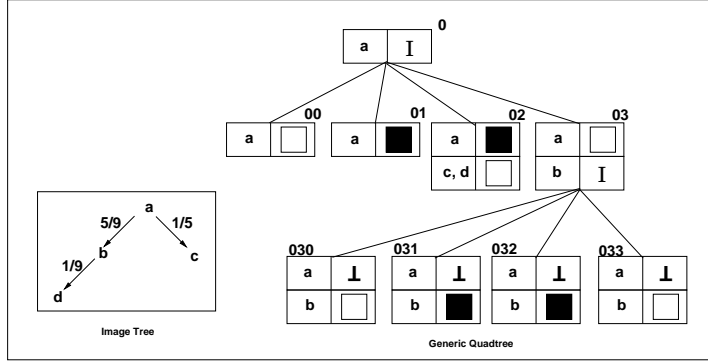 0
a I
00 01 02 03
a a a a
c, d b I
a
5/9 1/5
b c
1/9
d
030 031 032 033
a ⊥ a ⊥ a ⊥ a ⊥
b b b b
Image Tree
Generic Quadtree